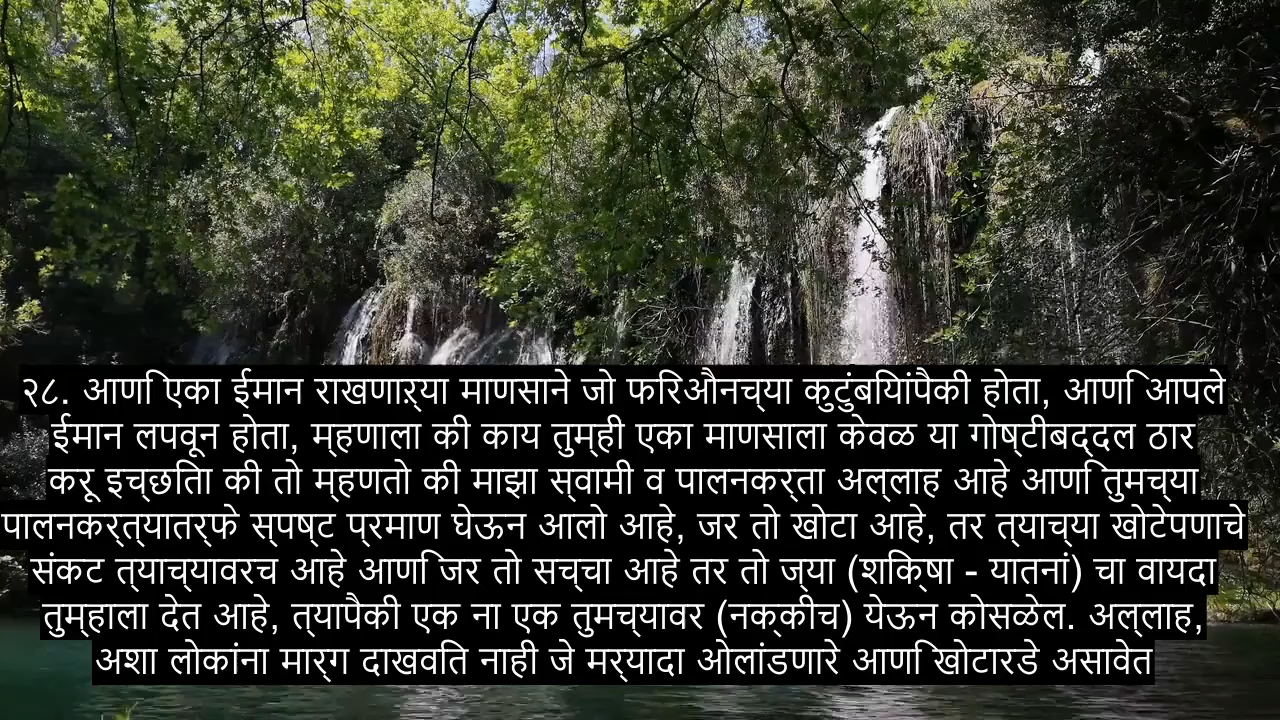 २८. आणि एका ईमान राखणाऱ्या माणसाने जो फिरऔनच्या कुटुंबियांपैकी होता, आणि आपले
ईमान लपवून होता, म्हणाला की काय तुम्ही एका माणसाला केवळ या गोष्टीबद्दल ठार
करू इच्छिता की तो म्हणतो की माझा स्वामी व पालनकर्ता अल्लाह आहे आणि तुमच्या
पालनकर्त्यातर्फे स्पष्ट प्रमाण घेऊन आलो आहे, जर तो खोटा आहे, तर त्याच्या खोटेपणाचे
संकट त्याच्यावरच आहे आणि जर तो सच्चा आहे तर तो ज्या (शिक्षा - यातनां) चा वायदा
तुम्हाला देत आहे, त्यापैकी एक ना एक तुमच्यावर (नक्कीच) येऊन कोसळेल. अल्लाह,
अशा लोकांना मार्ग दाखवित नाही जे मर्यादा ओलांडणारे आणि खोटारडे असावेत